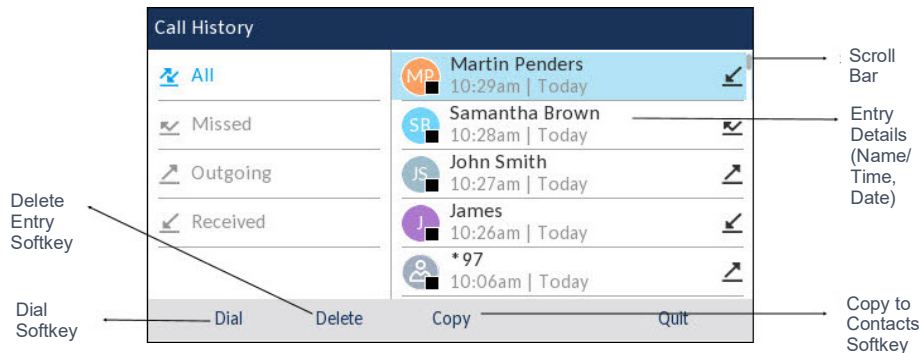 Call History
All
Missed
Outgoing
Received
MP Martin Penders
10:29am | Today
SB Samantha Brown
10:28am | Today
JS John Smith
10:27am | Today
J James
10:26am | Today
*97
10:06am | Today
Dial Delete Copy Quit
Delete
Entry
Softkey
Dial
Softkey
Scroll
Bar
Entry
Details
(Name/
Time,
Date)
Copy to
Contacts
Softkey